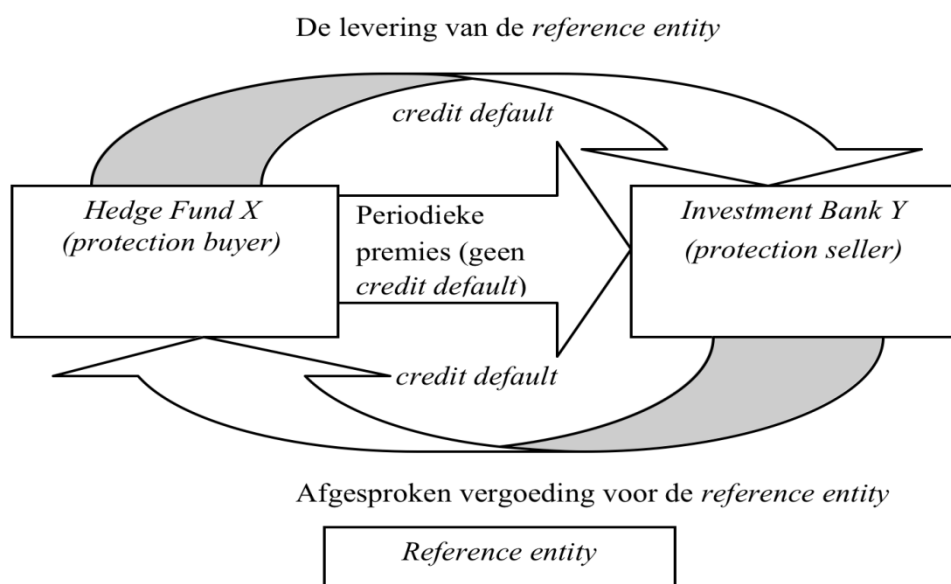 De levering van de reference entity
credit default
Hedge Fund X
(protection buyer)
Periodieke
premies (geen
credit default)
Investment Bank Y
(protection seller)
credit default
Afgesproken vergoeding voor de reference entity
Reference entity